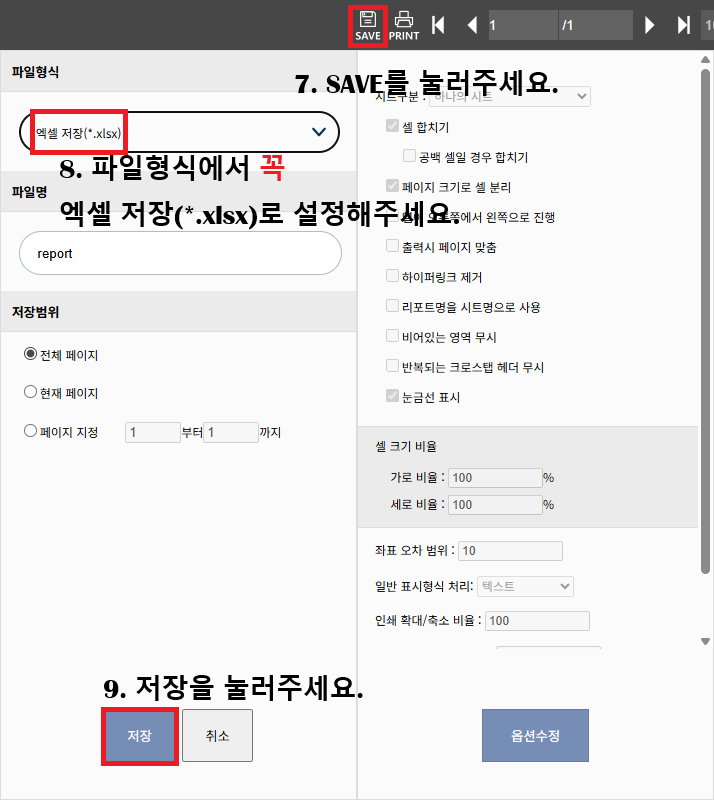 SAVE
PRINT
1
/1
10
파일형식
7. SAVE를 눌러주세요.
시트구분 : 하나의 시트
엑셀 저장(*.xlsx)
셀 합치기
8. 파일형식에서 꼭
공백 셀일 경우 합치기
파일명
페이지 크기로 셀 분리
엑셀 저장(*.xlsx)로 설정해주세요.
오른쪽에서 왼쪽으로 진행
report
출력시 페이지 맞춤
하이퍼링크 제거
저장범위
리포트명을 시트명으로 사용
비어있는 영역 무시
전체 페이지
반복되는 크로스탭 헤더 무시
현재 페이지
눈금선 표시
페이지 지정 1 부터 1 까지
셀 크기 비율
가로 비율 : 100 %
세로 비율 : 100 %
좌표 오차 범위 : 10
일반 표시형식 처리: 텍스트
인쇄 확대/축소 비율 : 100
9. 저장을 눌러주세요.
저장
취소
옵션수정